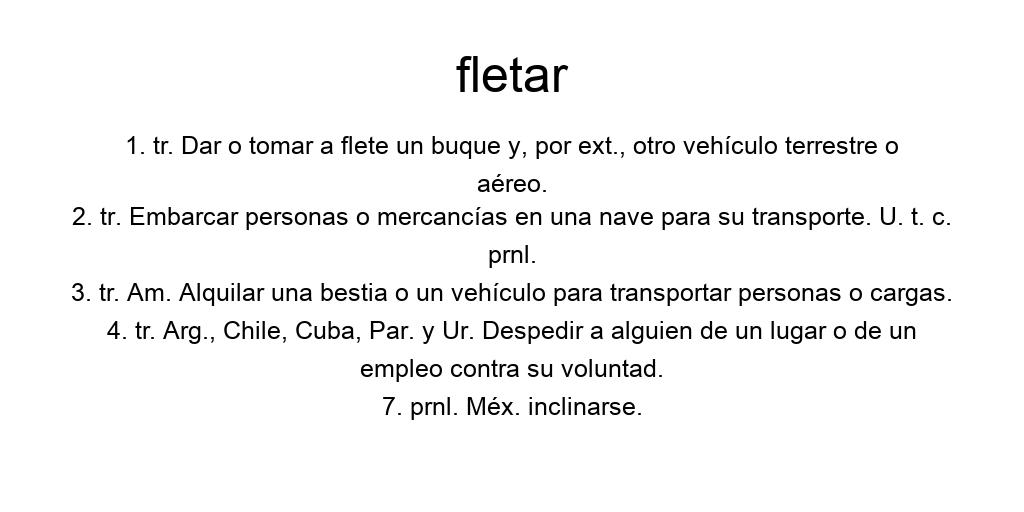 fletar
1. tr. Dar o tomar a flete un buque y, por ext., otro vehículo terrestre o
aéreo.
2. tr. Embarcar personas o mercancías en una nave para su transporte. U. t. c.
prnl.
3. tr. Am. Alquilar una bestia o un vehículo para transportar personas o cargas.
4. tr. Arg., Chile, Cuba, Par. y Ur. Despedir a alguien de un lugar o de un
empleo contra su voluntad.
7. prnl. Méx. inclinarse.